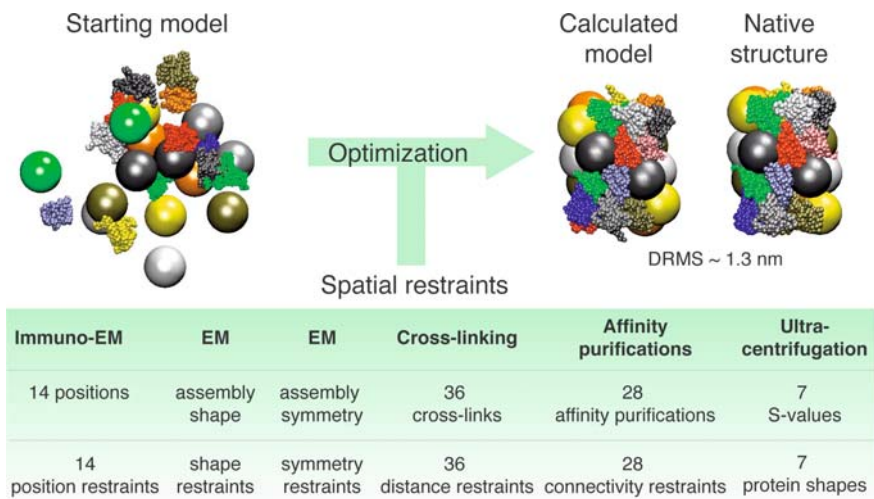 Starting model
Calculated
model
Native
structure
Optimization
DRMS ~ 1.3 nm
Spatial restraints
Immuno-EM
EM
EM
Cross-linking
Affinity
purifications
Ultra-
centrifugation
14 positions
assembly
shape
assembly
symmetry
36
cross-links
28
affinity purifications
7
S-values
14
position restraints
shape
restraints
symmetry
restraints
36
distance restraints
28
connectivity restraints
7
protein shapes